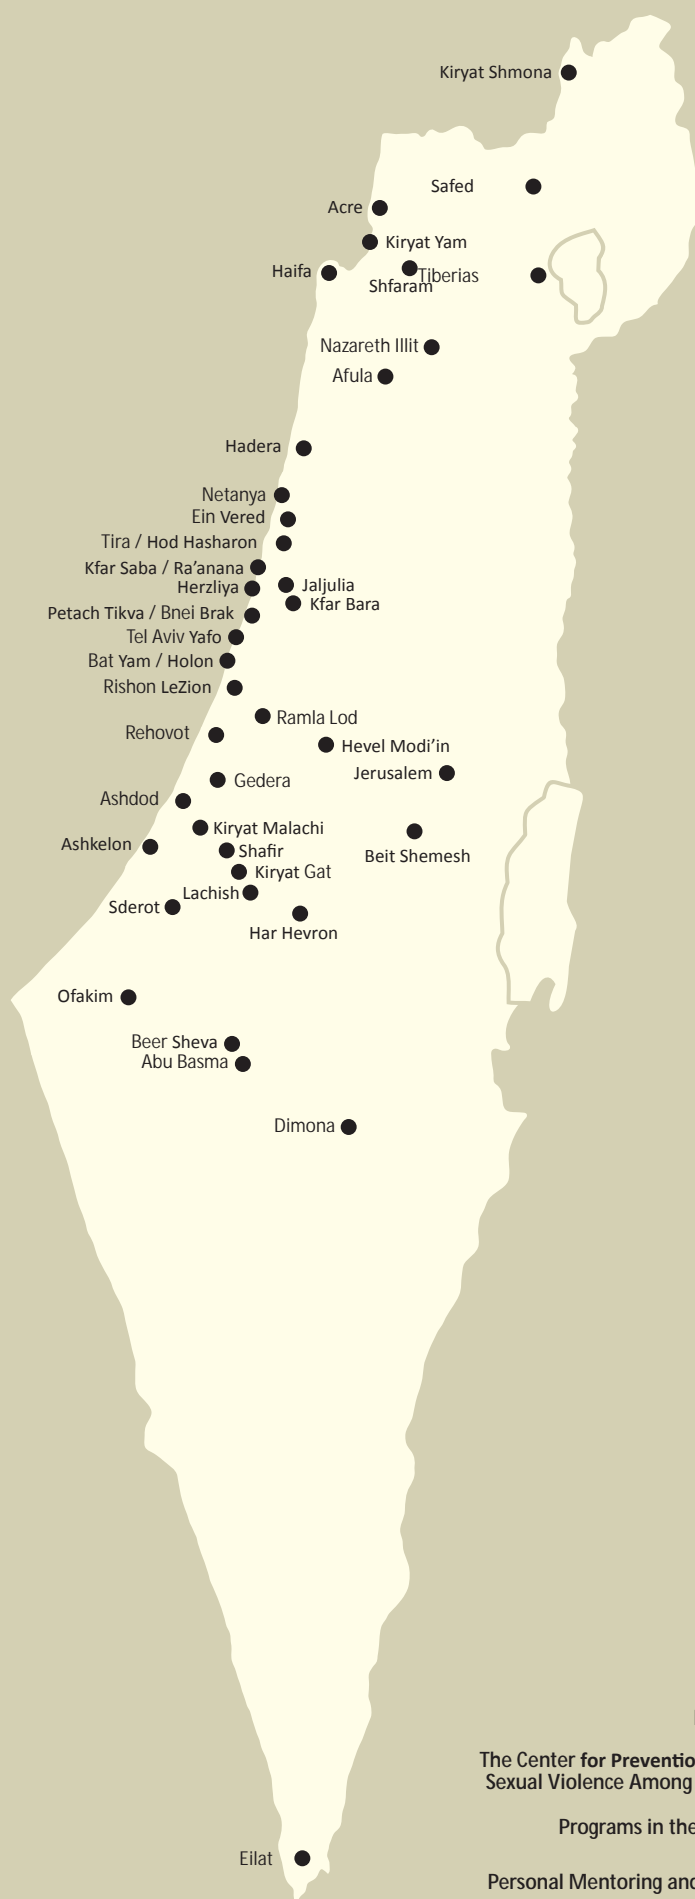 Kiryat Shmona
Safed
Acre
Kiryat Yam
Haifa
Tiberias
Shfaram
Nazareth Illit
Afula
Hadera
Netanya
Ein Vered
Tira / Hod Hasharon
Kfar Saba / Ra’anana
Jaljulia
Herzliya
Kfar Bara
Petach Tikva / Bnei Brak
Tel Aviv Yafo
Bat Yam / Holon
Rishon LeZion
Ramla Lod
Rehovot
Hevel Modi’in
Jerusalem
Gedera
Ashdod
Kiryat Malachi
Ashkelon
Shafir
Beit Shemesh
Kiryat Gat
Lachish
Sderot
Har Hevron
Ofakim
Beer Sheva
Abu Basma
Dimona
The Center for Preventio
Sexual Violence Among
Programs in the
Eilat
Personal Mentoring and